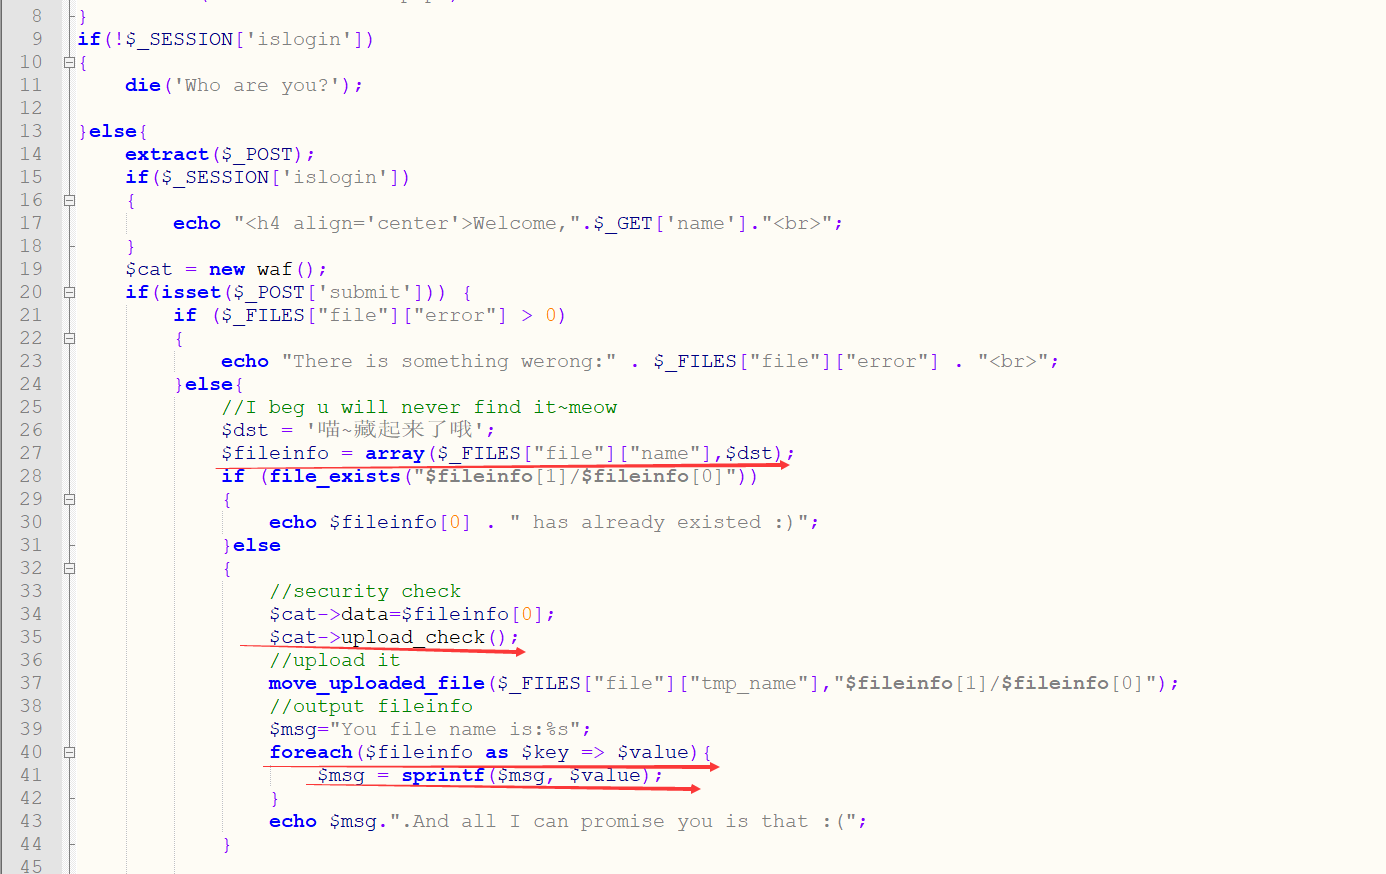 8 }
9 if(!$_SESSION['islogin'])
10 {
11 die('Who are you?');
12
13 }else{
14 extract($_POST);
15 if($_SESSION['islogin'])
16 {
17 echo "<h4 align='center'>Welcome,".$_GET['name']."<br>";
18 }
19 $cat = new waf();
20 if(isset($_POST['submit'])) {
21 if ($_FILES["file"]["error"] > 0)
22 {
23 echo "There is something werong:" . $_FILES["file"]["error"] . "<br>";
24 }else{
25 //I beg u will never find it~meow
26 $dst = '喵~藏起来了哦';
27 $fileinfo = array($_FILES["file"]["name"],$dst);
28 if (file_exists("$fileinfo[1]/$fileinfo[0]"))
29 {
30 echo $fileinfo[0] . " has already existed :)";
31 }else
32 {
33 //security check
34 $cat->data=$fileinfo[0];
35 $cat->upload_check();
36 //upload it
37 move_uploaded_file($_FILES["file"]["tmp_name"],"$fileinfo[1]/$fileinfo[0]");
38 //output fileinfo
39 $msg="You file name is:%s";
40 foreach($fileinfo as $key => $value){
41 $msg = sprintf($msg, $value);
42 }
43 echo $msg.".And all I can promise you is that :(";
44 }
45